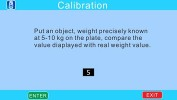 Calibration
Put an object, weight precisely known
at 5-10 kg on the plate, compare the
value displayed with real weight value.
5
ENTER
EXIT